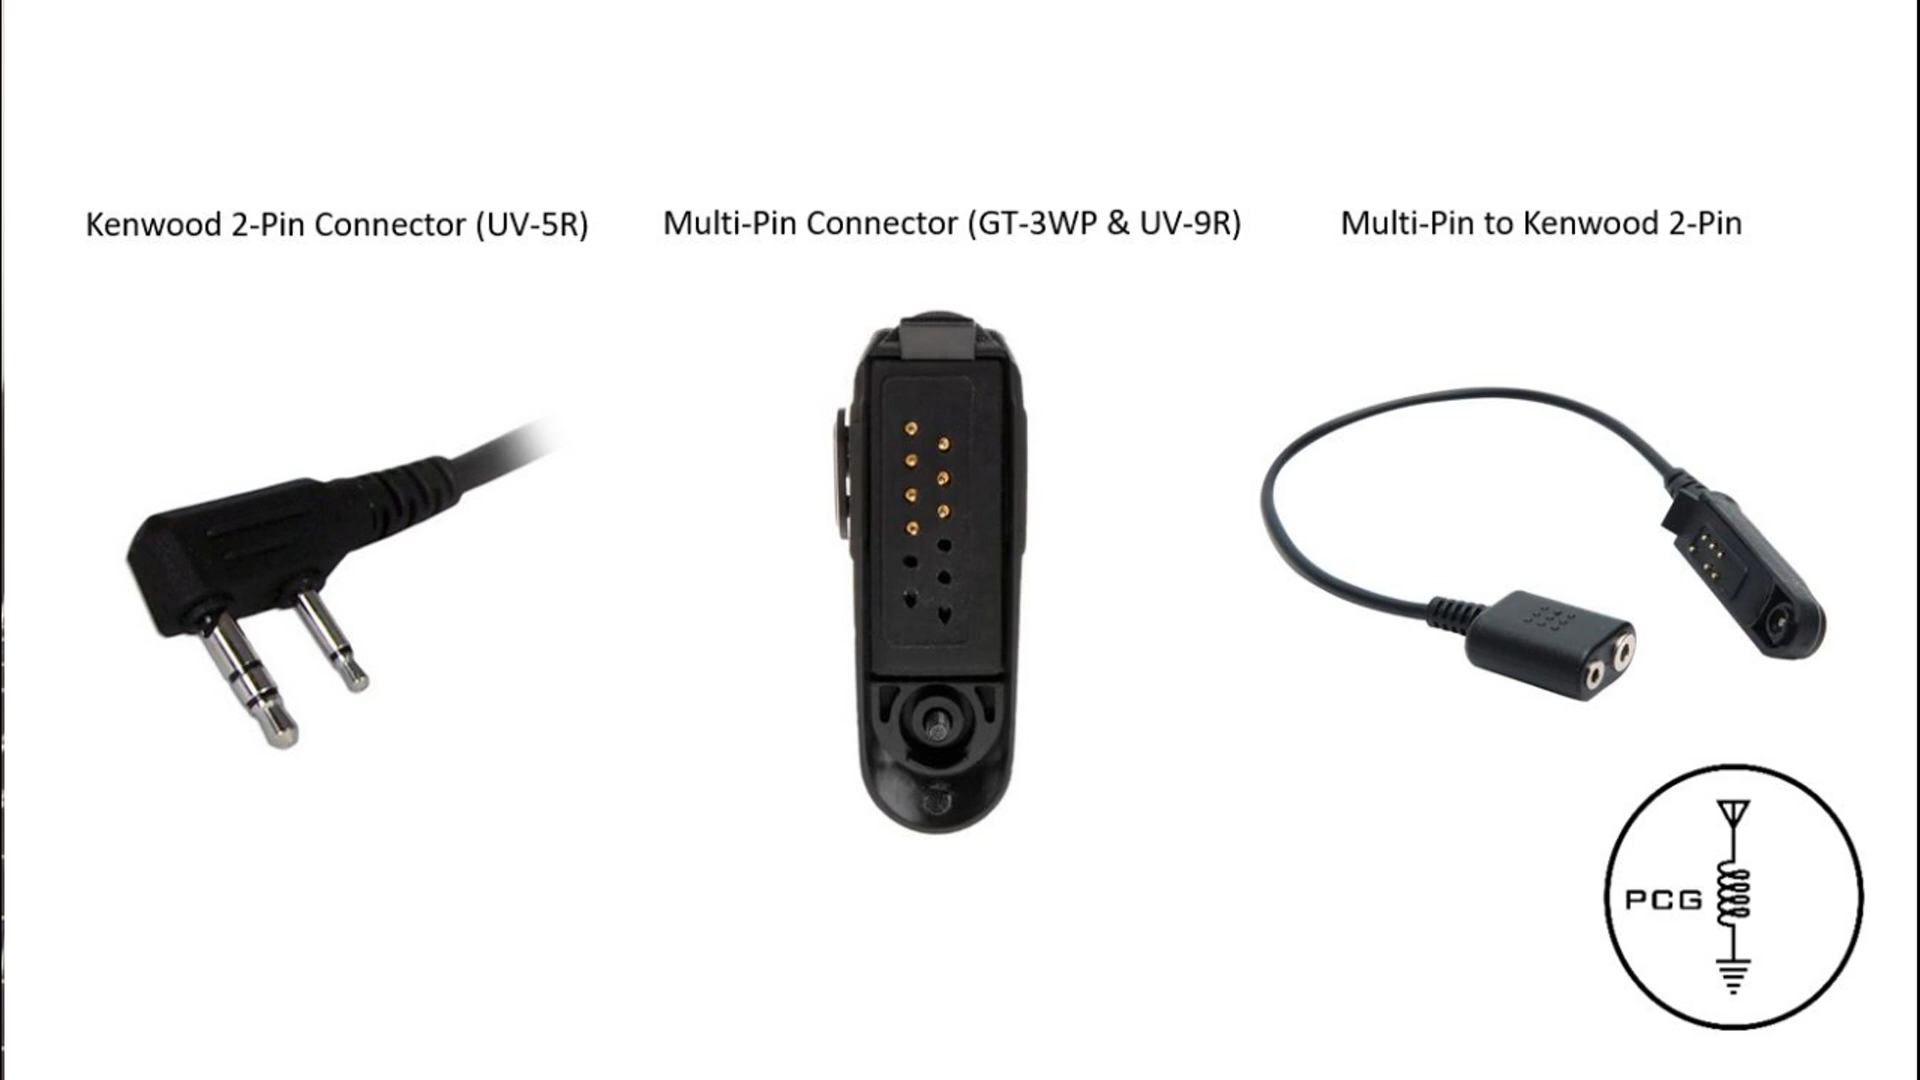 Kenwood 2-Pin Connector (UV-5R)
Multi-Pin Connector (GT-3WP & UV-9R)
Multi-Pin to Kenwood 2-Pin
PCG